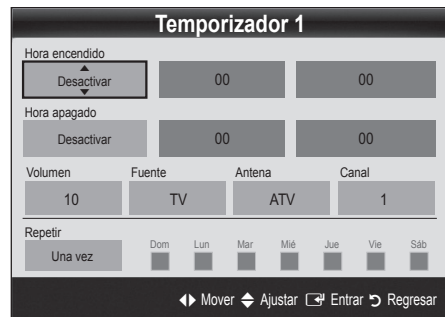 Temporizador 1
Hora encendido
Desactivar 00 00
Hora apagado
Desactivar 00 00
Volumen Fuente Antena Canal
10 TV ATV 1
Repetir
Dom Lun Mar Mié Jue Vie Sáb
Una vez
Mover Ajustar Entrar Regresar